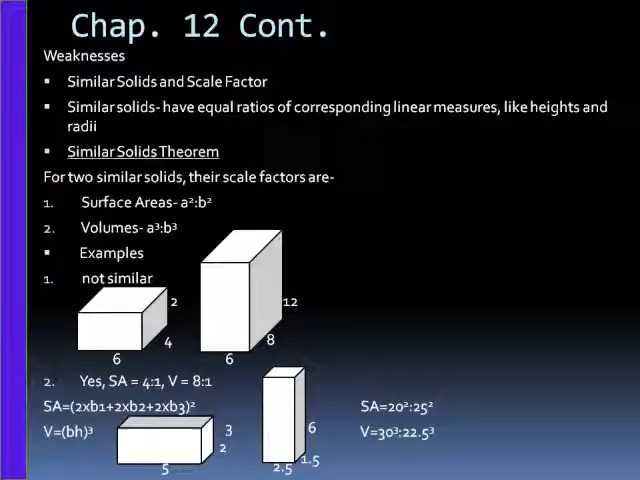 Chap. 12 Cont.
Weaknesses
▪ Similar Solids and Scale Factor
▪ Similar solids- have equal ratios of corresponding linear measures, like heights and
radii
▪ Similar Solids Theorem
For two similar solids, their scale factors are-
1. Surface Areas- a²:b²
2. Volumes- a³:b³
▪ Examples
1. not similar
2
12
4
8
6
6
2. Yes, SA = 4:1, V = 8:1
SA=(2xb1+2xb2+2xb3)²
SA=20²:25²
V=(bh)³
3
6
V=30³:22.5³
2
1.5
5
2.5